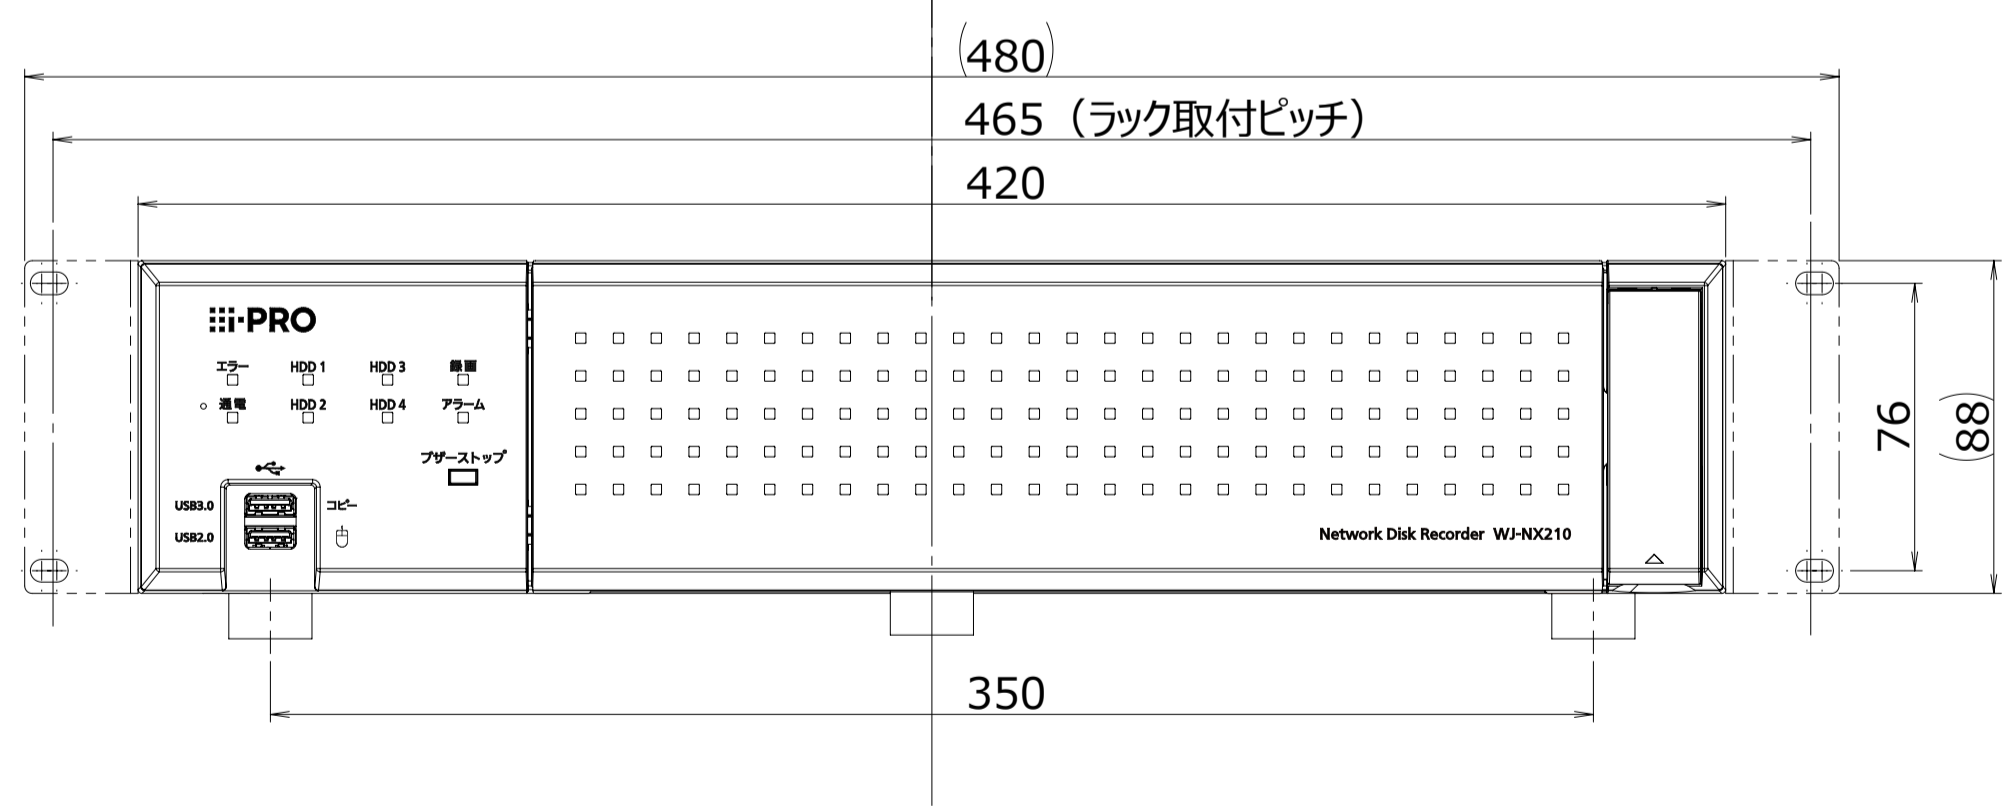 (480)
465（ラック取付ピッチ）
420
i-PRO
エラー HDD 1 HDD 3 録画
通電 HDD 2 HDD 4 アラーム
ブザーストップ
USB3.0 コピー
USB2.0
Network Disk Recorder WJ-NX210
76
(88)
350